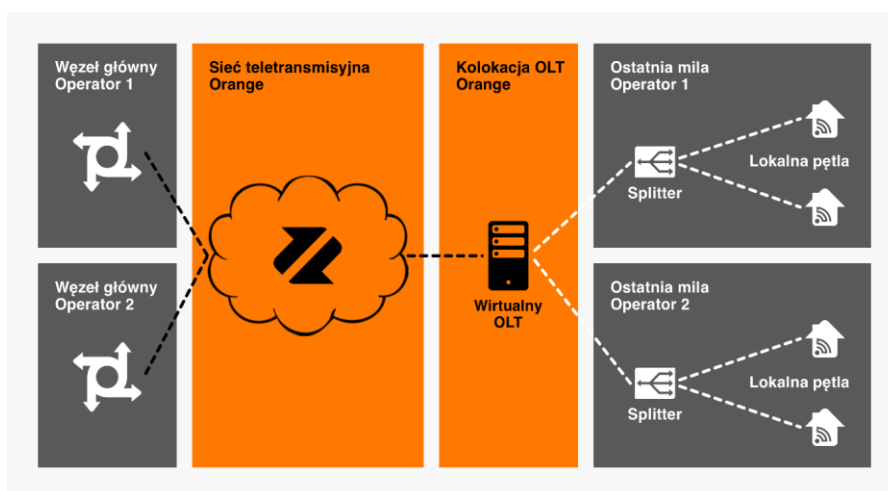 Węzeł główny
Operator 1
Sieć teletransmisyjna
Orange
Kolokacja OLT
Orange
Ostatnia mila
Operator 1
Lokalna pętla
Splitter
Węzeł główny
Operator 2
Wirtualny
OLT
Ostatnia mila
Operator 2
Lokalna pętla
Splitter